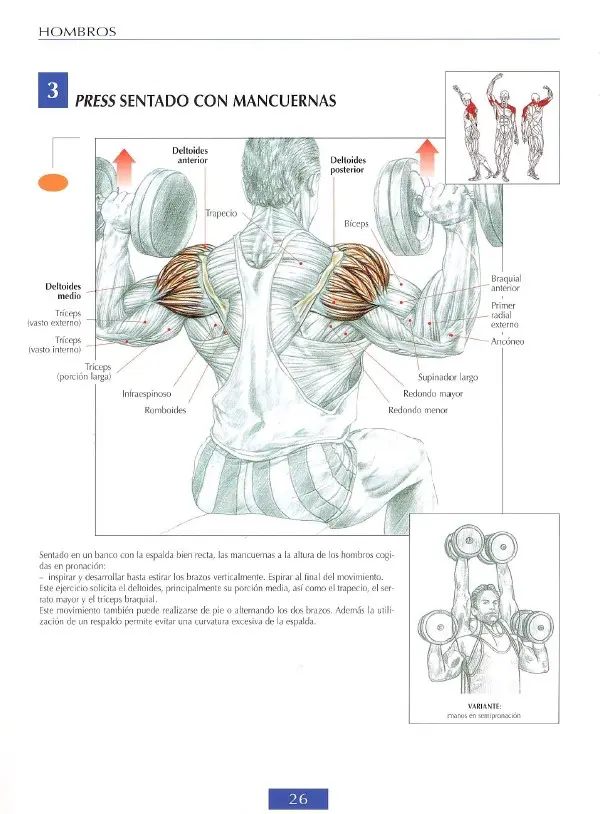 HOMBROS
3
PRESS SENTADO CON MANCUERNAS
Deltoides
anterior
Deltoides
posterior
Trapecio
Bíceps
Deltoides
medio
Tríceps
(vasto externo)
Tríceps
(vasto interno)
Tríceps
(porción larga)
Infraespinoso
Romboides
Braquial
anterior
Primer
radial
externo
Ancóneo
Supinador largo
Redondo mayor
Redondo menor
Sentado en un banco con la espalda bien recta, las mancuernas a la altura de los hombros cogi-
das en pronación:
– inspirar y desarrollar hasta estirar los brazos verticalmente. Espirar al final del movimiento.
Este ejercicio solicita el deltoides, principalmente su porción media, así como el trapecio, el ser-
rato mayor y el tríceps braquial.
Este movimiento también puede realizarse de pie o alternando los dos brazos. Además la utili-
zación de un respaldo permite evitar una curvatura excesiva de la espalda.
VARIANTE:
manos en semipronación
26